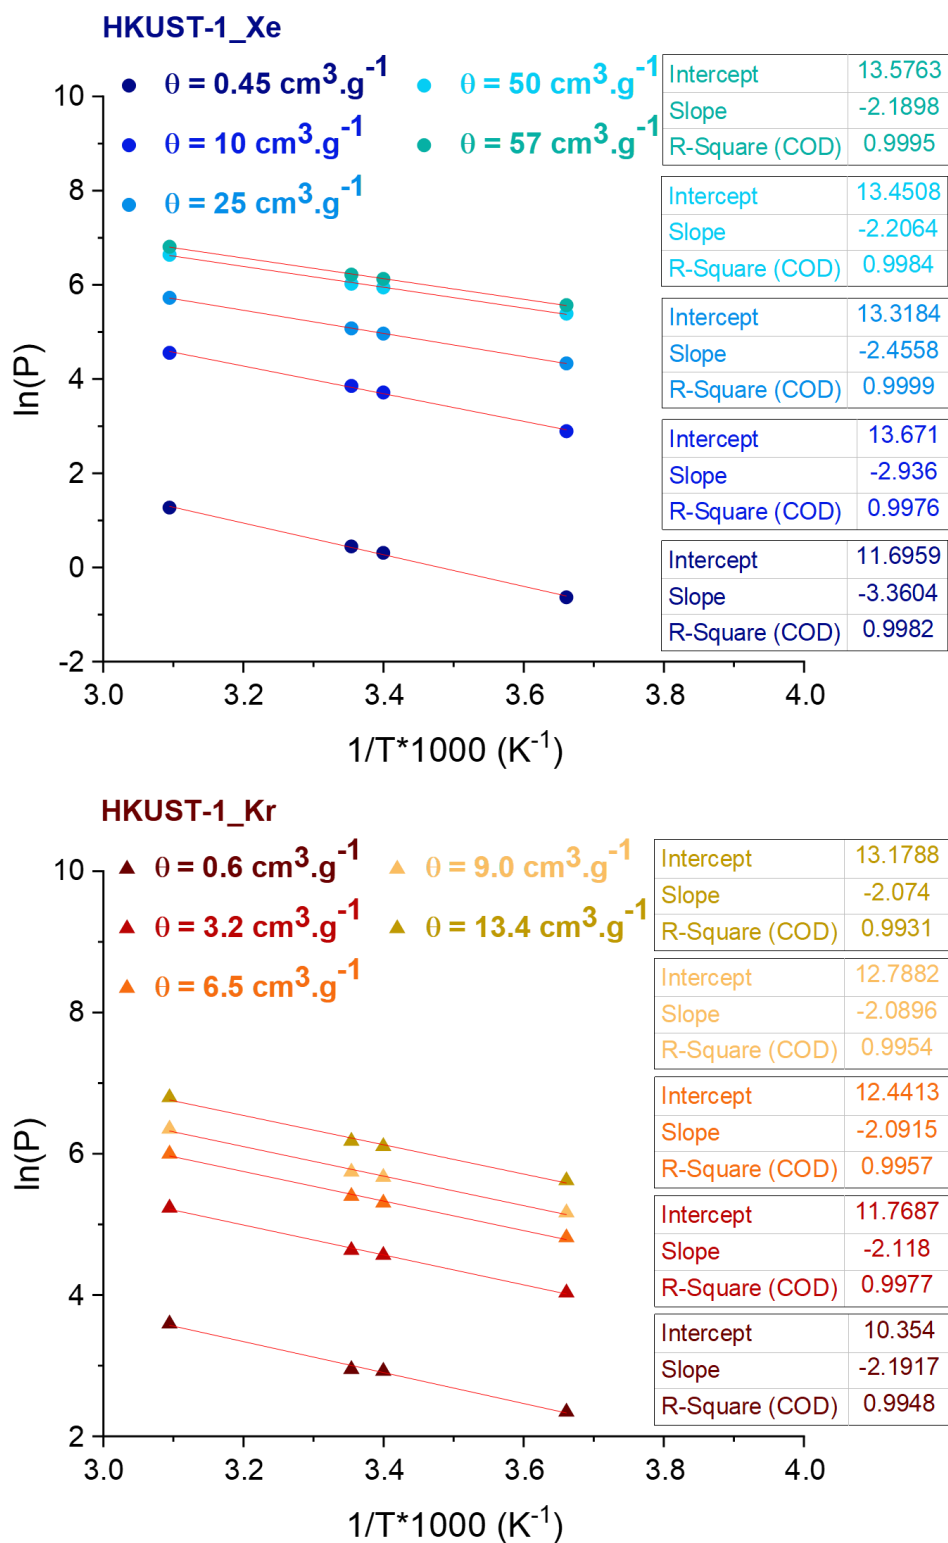 HKUST-1_Xe
θ = 0.45 cm³.g⁻¹
θ = 50 cm³.g⁻¹
θ = 10 cm³.g⁻¹
θ = 57 cm³.g⁻¹
θ = 25 cm³.g⁻¹
Intercept 13.5763
Slope -2.1898
R-Square (COD) 0.9995
Intercept 13.4508
Slope -2.2064
R-Square (COD) 0.9984
Intercept 13.3184
Slope -2.4558
R-Square (COD) 0.9999
Intercept 13.671
Slope -2.936
R-Square (COD) 0.9976
Intercept 11.6959
Slope -3.3604
R-Square (COD) 0.9982
10
8
6
4
2
0
-2
ln(P)
3.0 3.2 3.4 3.6 3.8 4.0
1/T*1000 (K⁻¹)
HKUST-1_Kr
θ = 0.6 cm³.g⁻¹
θ = 9.0 cm³.g⁻¹
θ = 3.2 cm³.g⁻¹
θ = 13.4 cm³.g⁻¹
θ = 6.5 cm³.g⁻¹
Intercept 13.1788
Slope -2.074
R-Square (COD) 0.9931
Intercept 12.7882
Slope -2.0896
R-Square (COD) 0.9954
Intercept 12.4413
Slope -2.0915
R-Square (COD) 0.9957
Intercept 11.7687
Slope -2.118
R-Square (COD) 0.9977
Intercept 10.354
Slope -2.1917
R-Square (COD) 0.9948
10
8
6
4
2
ln(P)
3.0 3.2 3.4 3.6 3.8 4.0
1/T*1000 (K⁻¹)